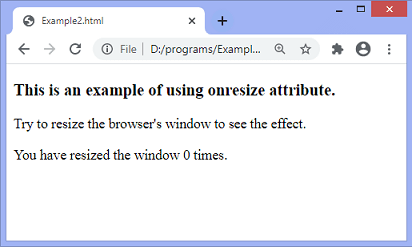 Example2.html
File | D:/programs/Exampl...
This is an example of using onresize attribute.
Try to resize the browser's window to see the effect.
You have resized the window 0 times.